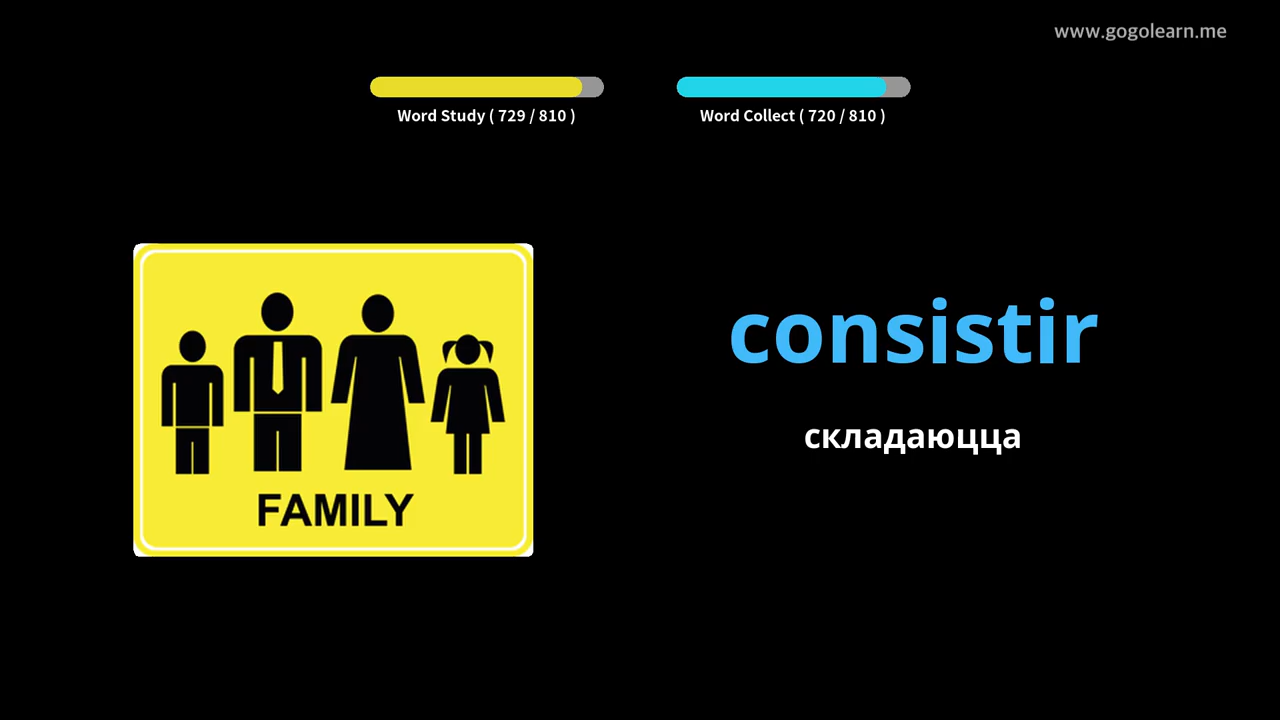 www.gogolearn.me
Word Study ( 729 / 810 )
Word Collect ( 720 / 810 )
FAMILY
consistir
складаюцца